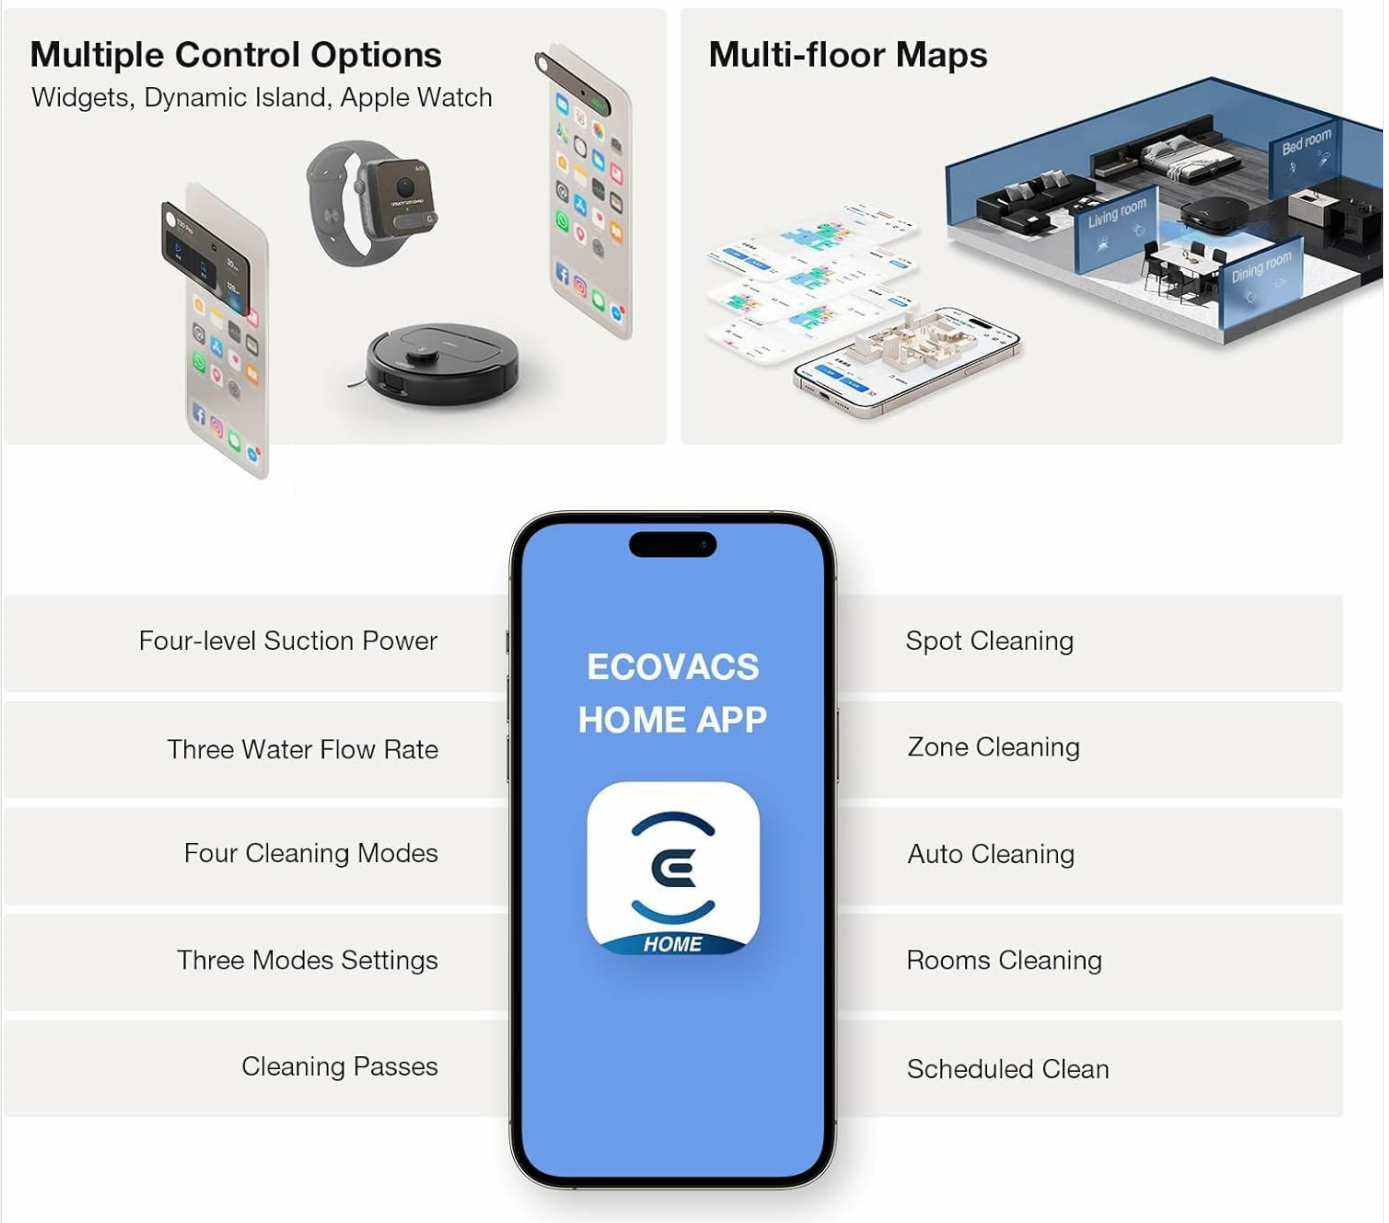 Multiple Control Options
Widgets, Dynamic Island, Apple Watch
Multi-floor Maps
Bed room
Living room
Dining room
ECOVACS
HOME APP
HOME
Four-level Suction Power
Three Water Flow Rate
Four Cleaning Modes
Three Modes Settings
Cleaning Passes
Spot Cleaning
Zone Cleaning
Auto Cleaning
Rooms Cleaning
Scheduled Clean